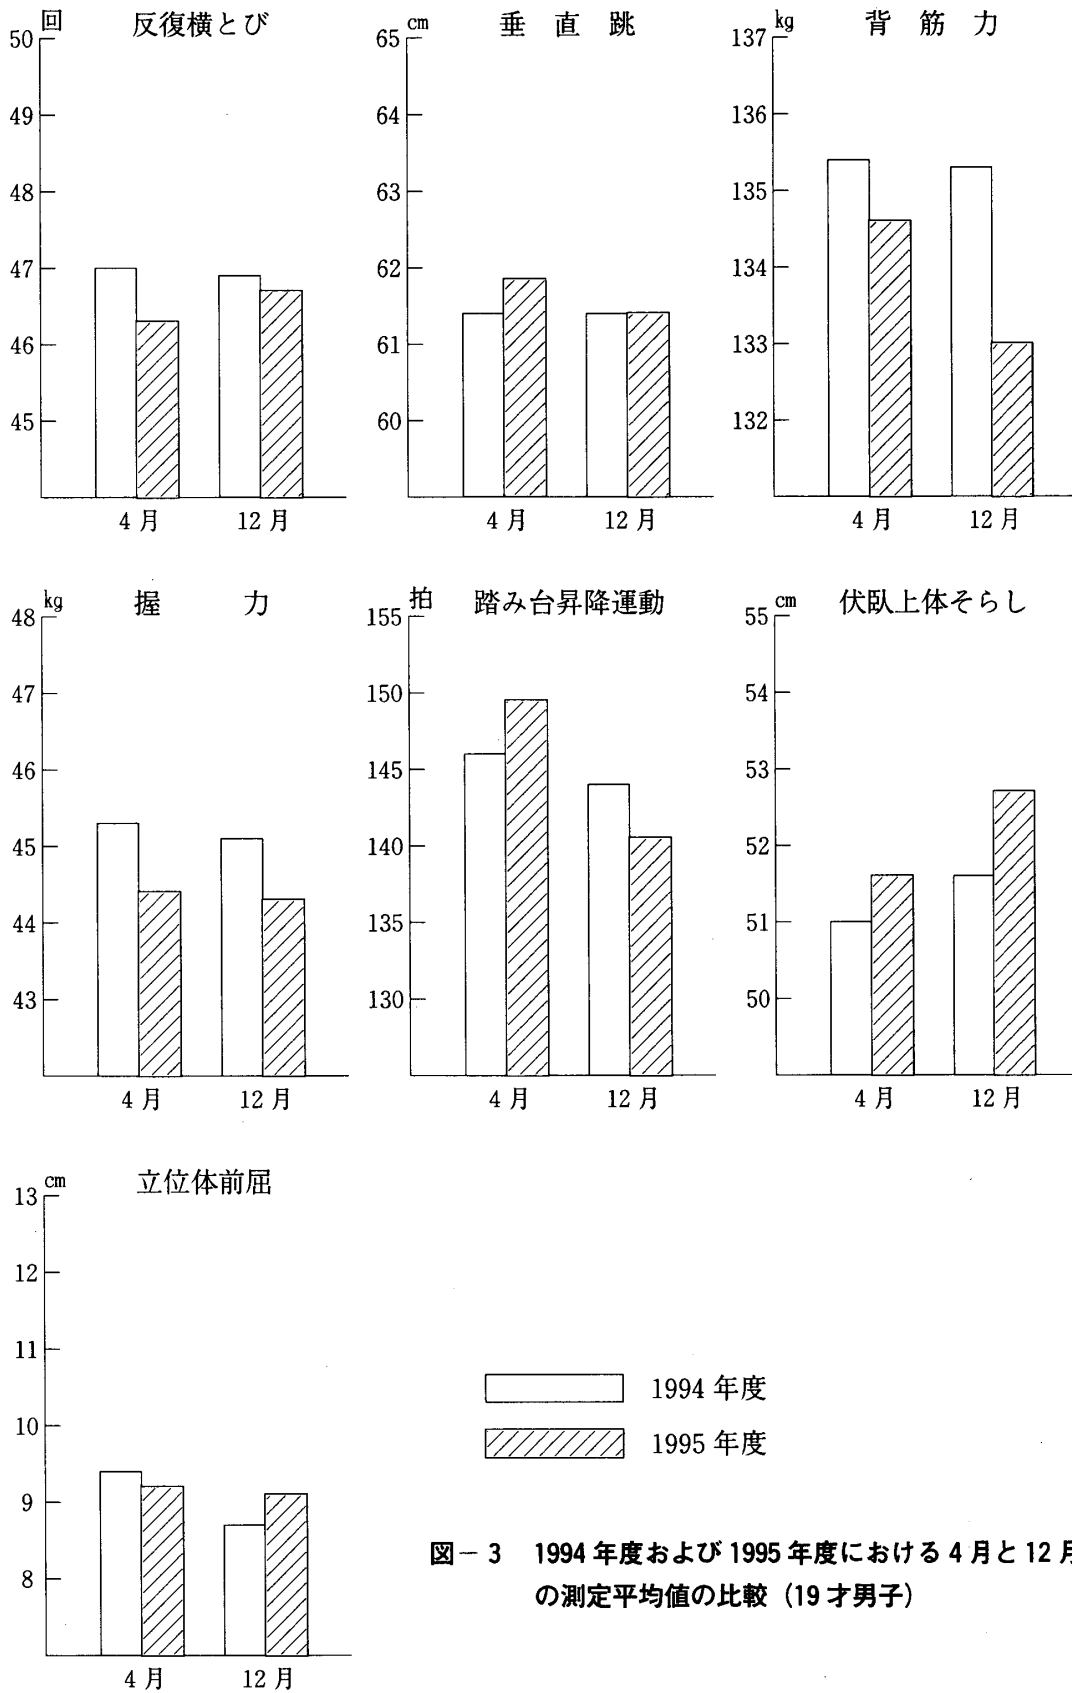 回 反復横とび
50
49
48
47
46
45
4月 12月
cm 垂直跳
65
64
63
62
61
60
4月 12月
kg 背筋力
137
136
135
134
133
132
4月 12月
kg 握力
48
47
46
45
44
43
4月 12月
拍 踏み台昇降運動
155
150
145
140
135
130
4月 12月
cm 伏臥上体そらし
55
54
53
52
51
50
4月 12月
cm 立位体前屈
13
12
11
10
9
8
4月 12月
1994年度
1995年度
図-3 1994年度および1995年度における4月と12月
の測定平均値の比較（19才男子）